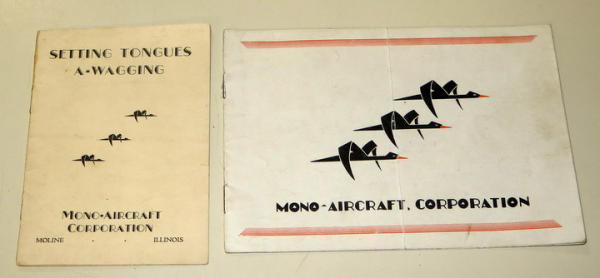 SETTING TONGUES
A-WAGGING
MONO-AIRCRAFT
CORPORATION
MOLINE . . ILLINOIS
MONO-AIRCRAFT, CORPORATION